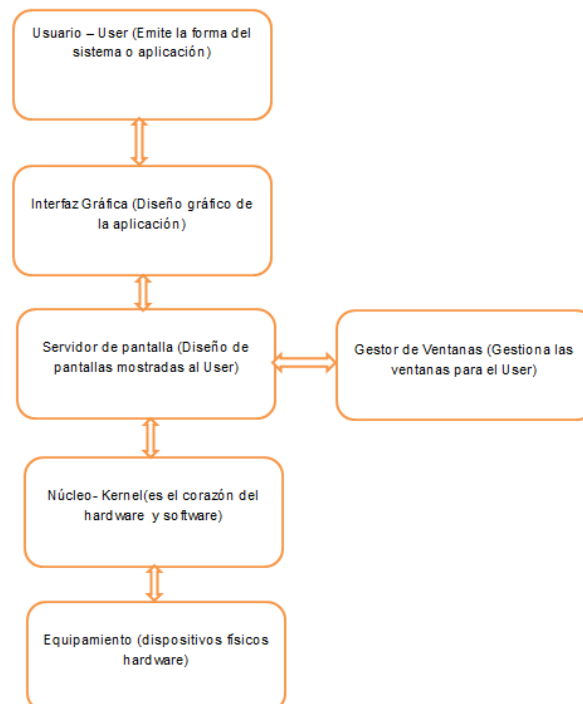 Usuario – User (Emite la forma del
sistema o aplicación)
Interfaz Gráfica (Diseño gráfico de
la aplicación)
Servidor de pantalla (Diseño de
pantallas mostradas al User)
Gestor de Ventanas (Gestiona las
ventanas para el User)
Núcleo- Kernel(es el corazón del
hardware y software)
Equipamiento (dispositivos físicos
hardware)